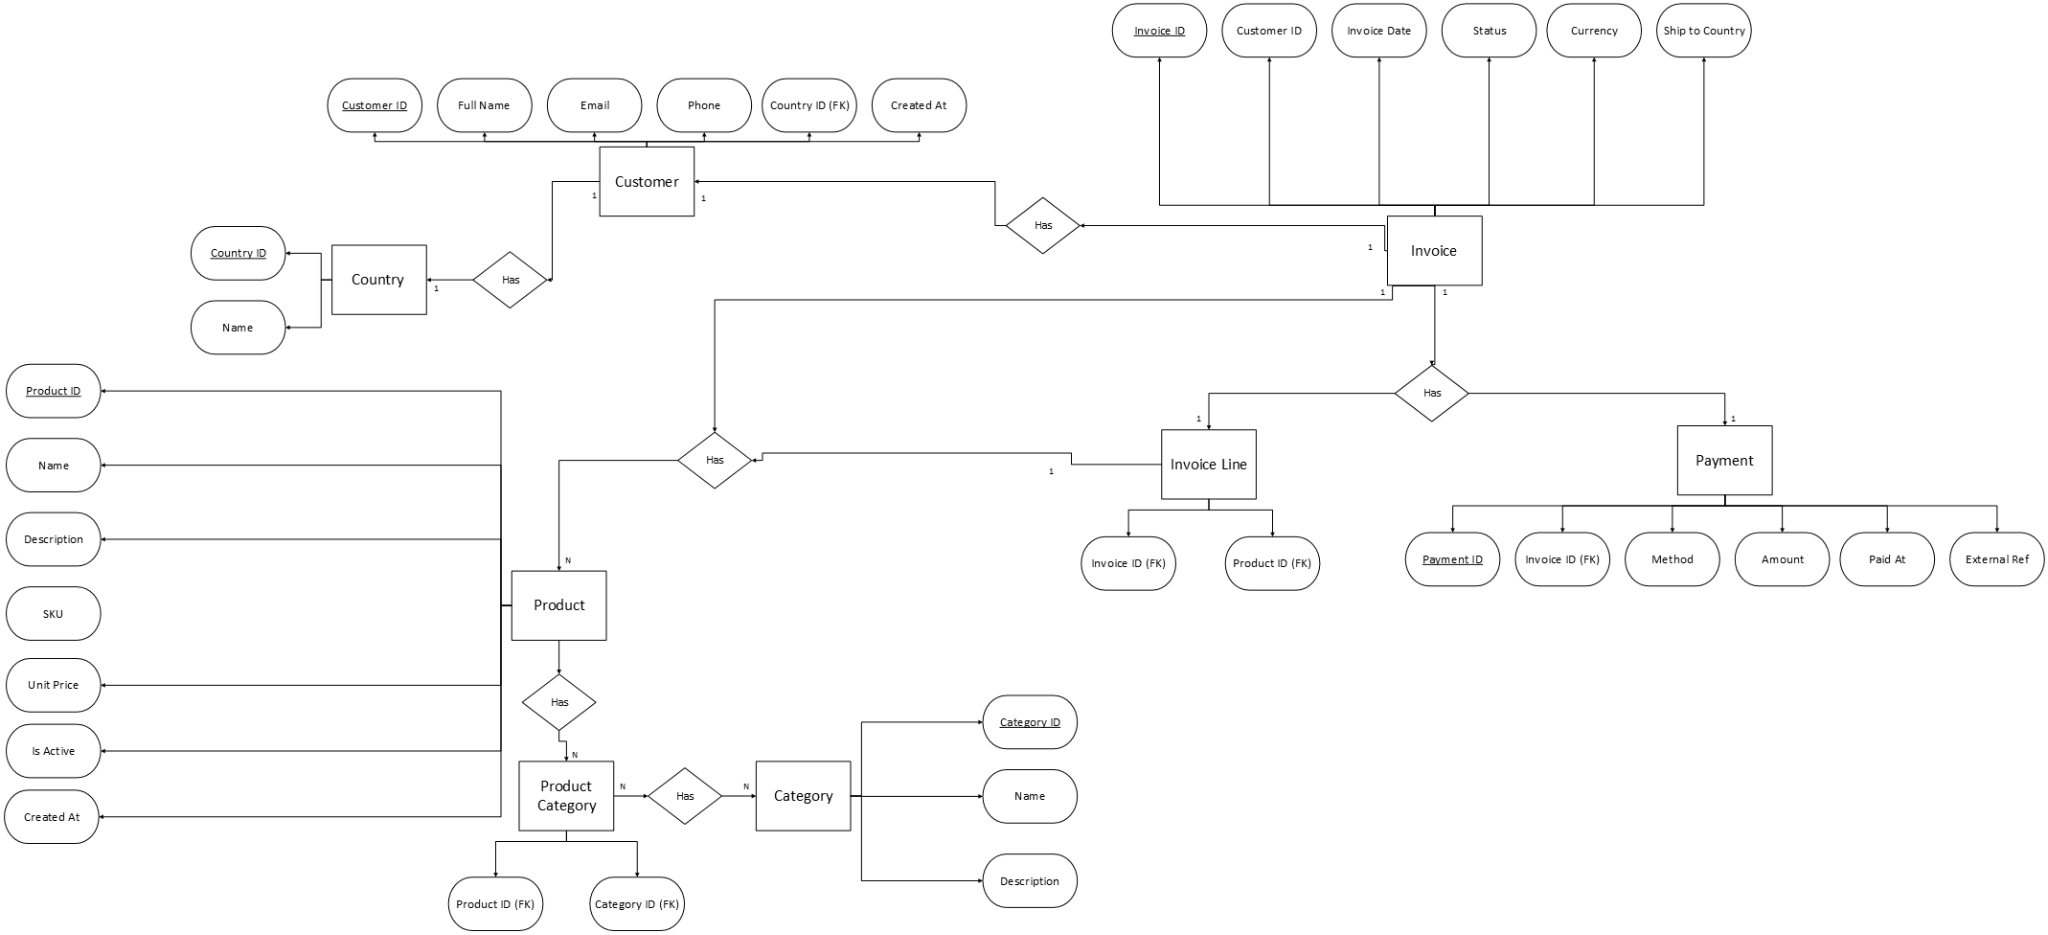 Invoice ID
Customer ID
Invoice Date
Status
Currency
Ship to Country
Customer ID
Full Name
Email
Phone
Country ID (FK)
Created At
Customer
1
1
Has
1
Invoice
Country ID
Country
1
Has
Name
1
1
Product ID
Has
1
1
Name
Has
1
Invoice Line
Payment
Description
Invoice ID (FK)
Product ID (FK)
Payment ID
Invoice ID (FK)
Method
Amount
Paid At
External Ref
N
Product
SKU
Unit Price
Has
Category ID
Is Active
N
Product
Category
N
Has
N
Category
Name
Created At
Description
Product ID (FK)
Category ID (FK)